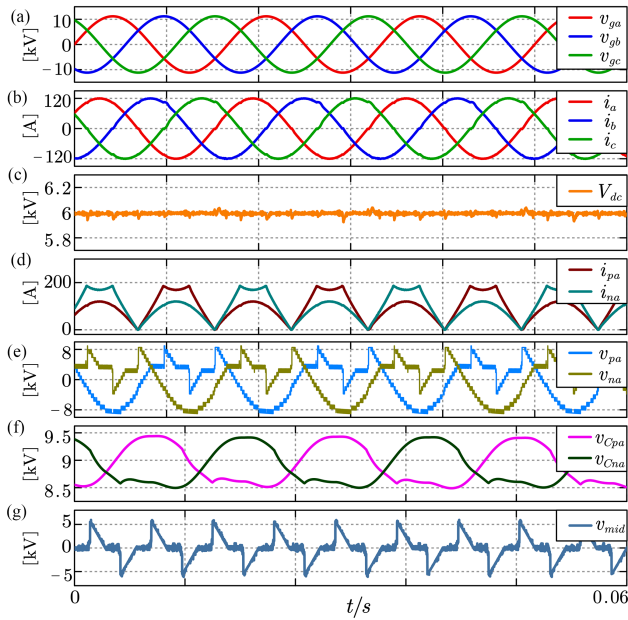 (a)
[kV]
10
0
−10
v_ga
v_gb
v_gc
(b)
[A]
120
0
−120
i_a
i_b
i_c
(c)
[kV]
6.2
6
5.8
V_dc
(d)
[A]
200
0
i_pa
i_na
(e)
[kV]
8
0
−8
v_pa
v_na
(f)
[kV]
9.5
9
8.5
v_Cpa
v_Cna
(g)
[kV]
5
0
−5
v_mid
0
t/s
0.06